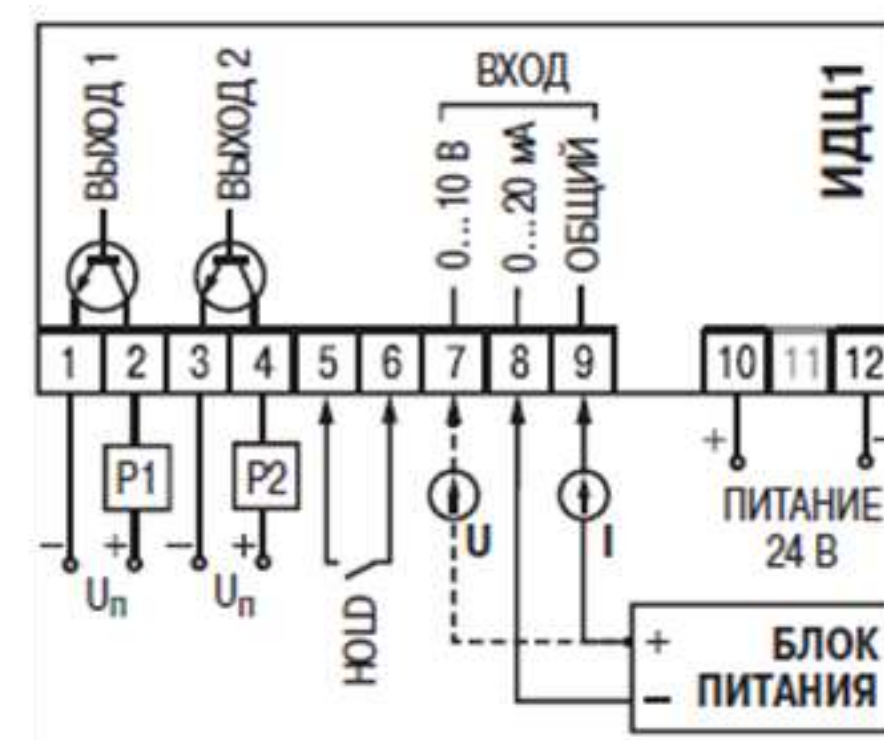 ВЫХОД 1
ВЫХОД 2
ВХОД
0...10 В
0...20 мА
ОБЩИЙ
ИДЦ1
1 2 3 4 5 6 7 8 9 10 11 12
P1
P2
U
I
+ -
ПИТАНИЕ
24 В
- + - +
Uп
Uп
HOLD
+ БЛОК
- ПИТАНИЯ